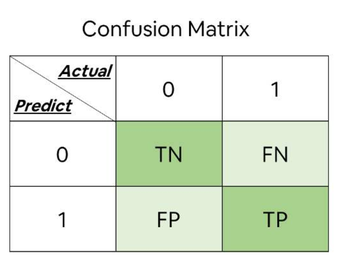 Confusion Matrix
Actual
Predict
0 1
0 TN FN
1 FP TP